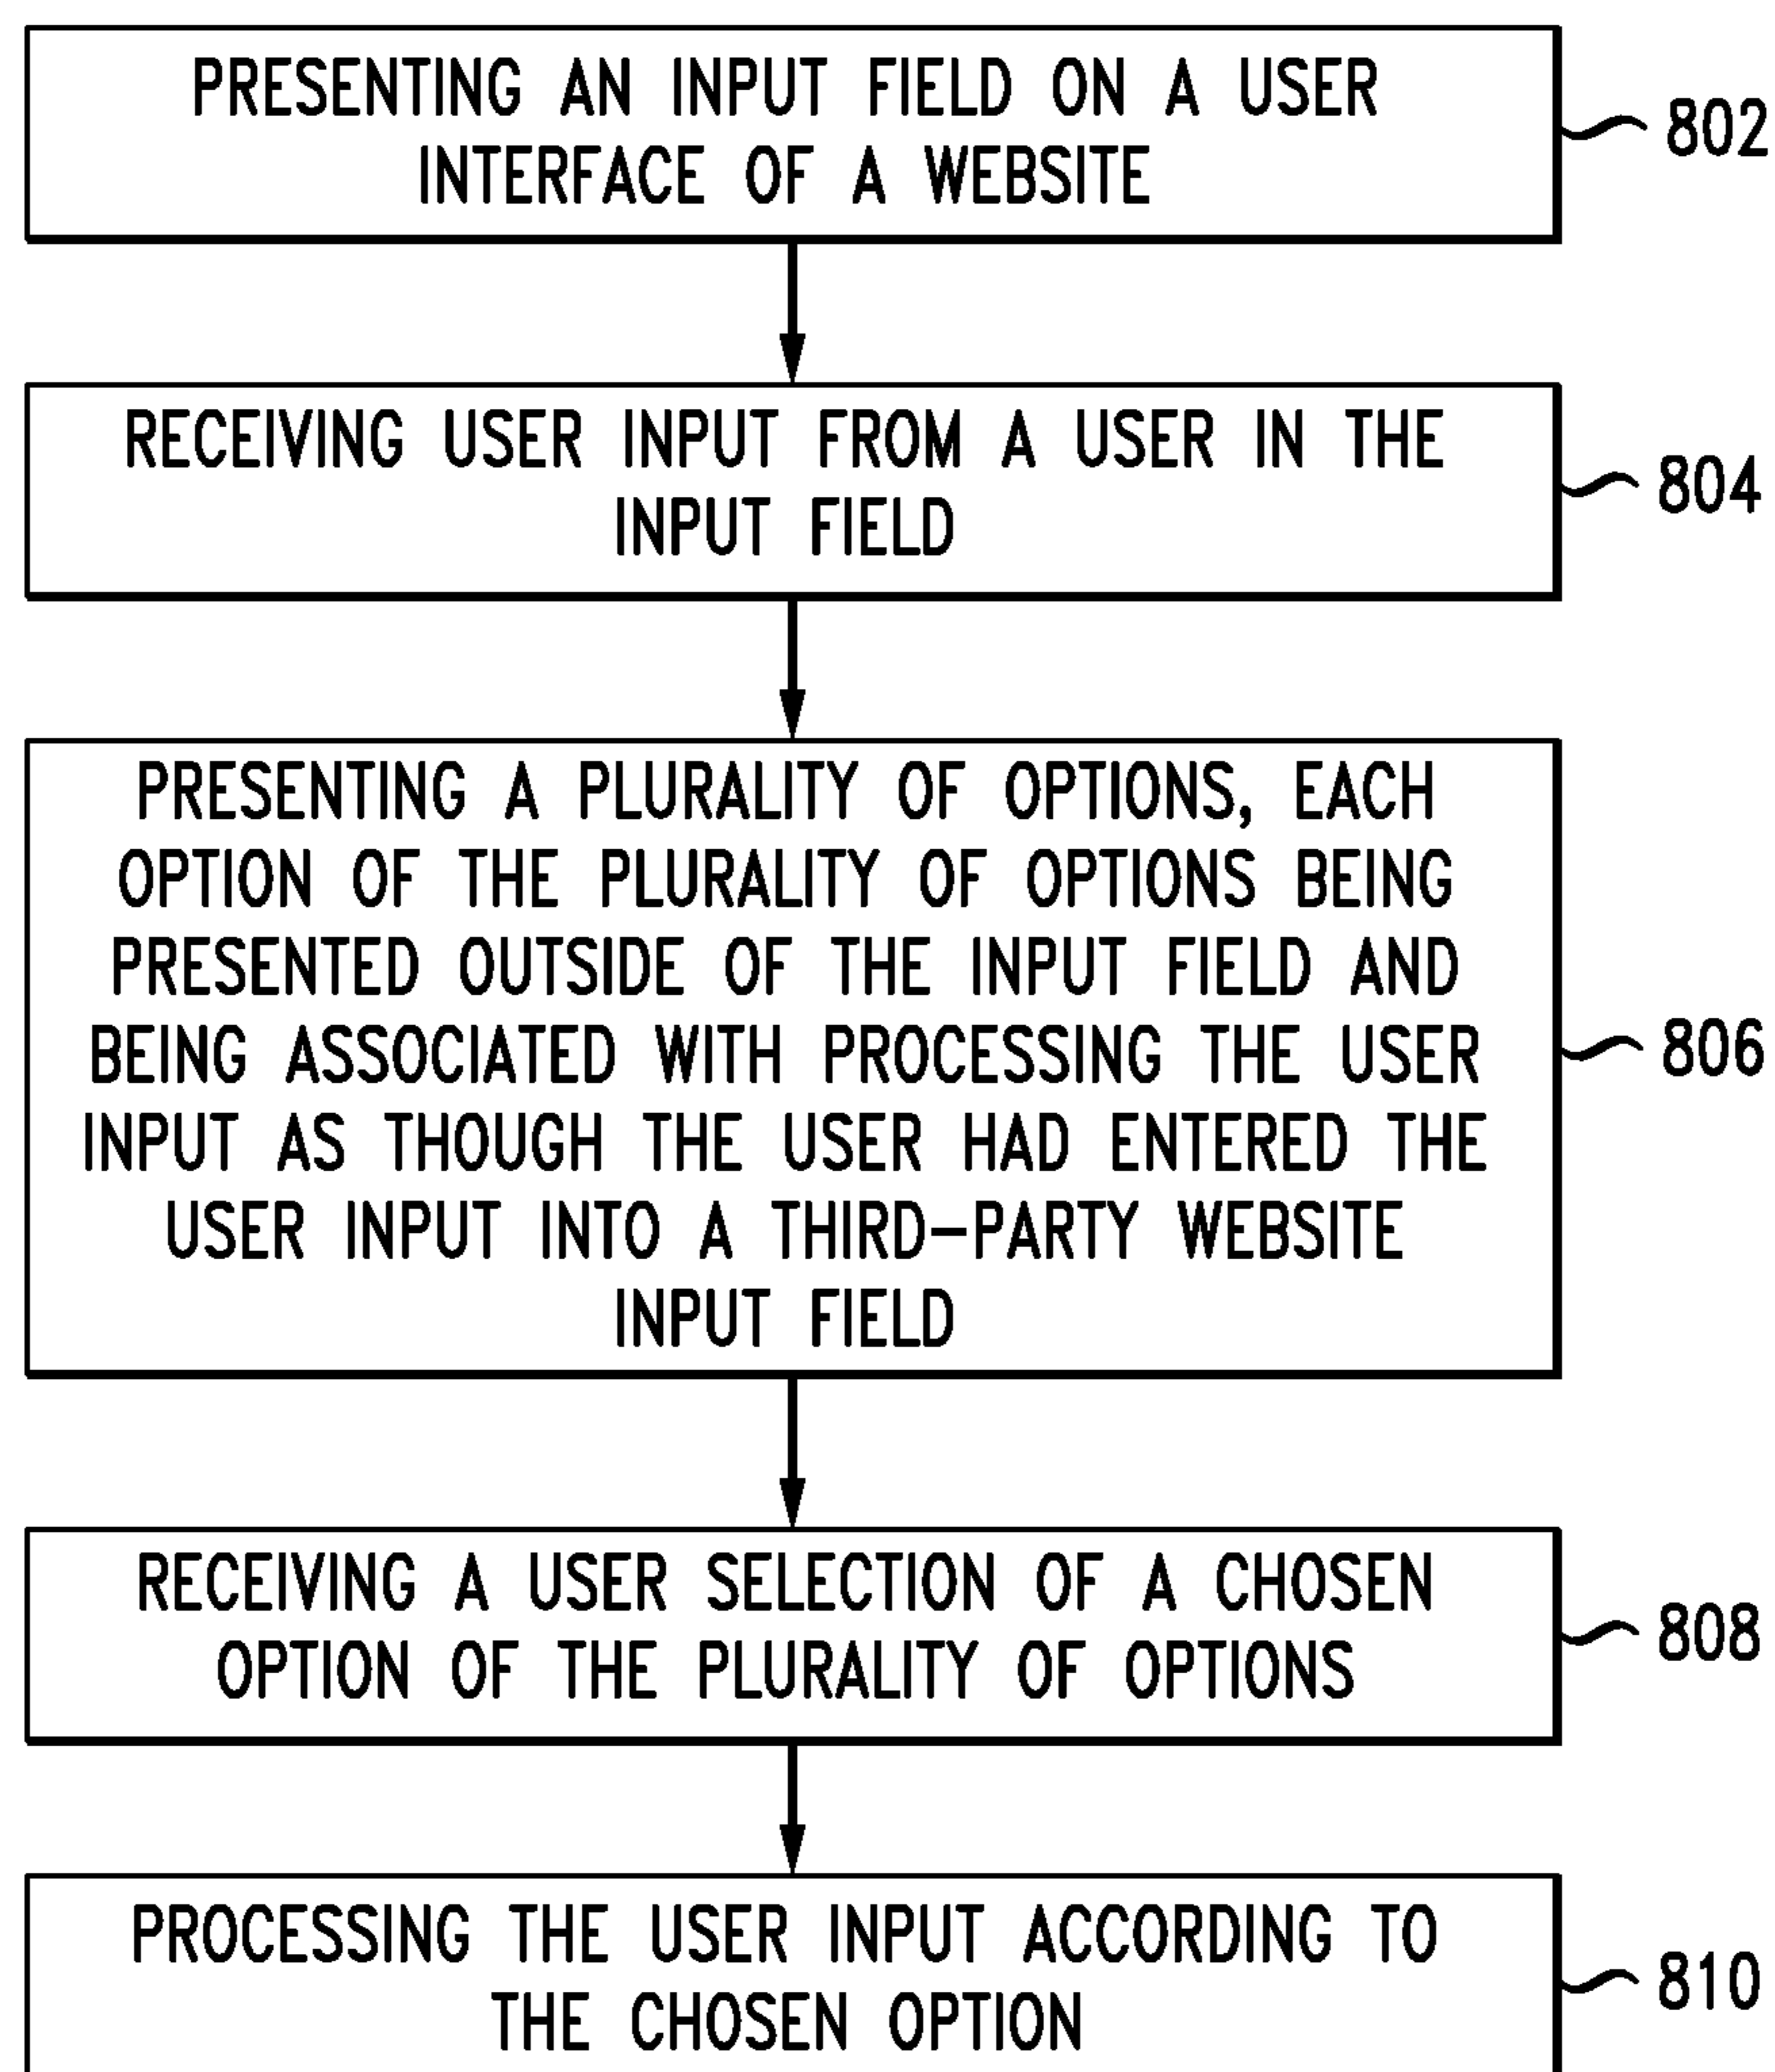 PRESENTING AN INPUT FIELD ON A USER
INTERFACE OF A WEBSITE
802
RECEIVING USER INPUT FROM A USER IN THE
INPUT FIELD
804
PRESENTING A PLURALITY OF OPTIONS, EACH
OPTION OF THE PLURALITY OF OPTIONS BEING
PRESENTED OUTSIDE OF THE INPUT FIELD AND
BEING ASSOCIATED WITH PROCESSING THE USER
INPUT AS THOUGH THE USER HAD ENTERED THE
USER INPUT INTO A THIRD-PARTY WEBSITE
INPUT FIELD
806
RECEIVING A USER SELECTION OF A CHOSEN
OPTION OF THE PLURALITY OF OPTIONS
808
PROCESSING THE USER INPUT ACCORDING TO
THE CHOSEN OPTION
810